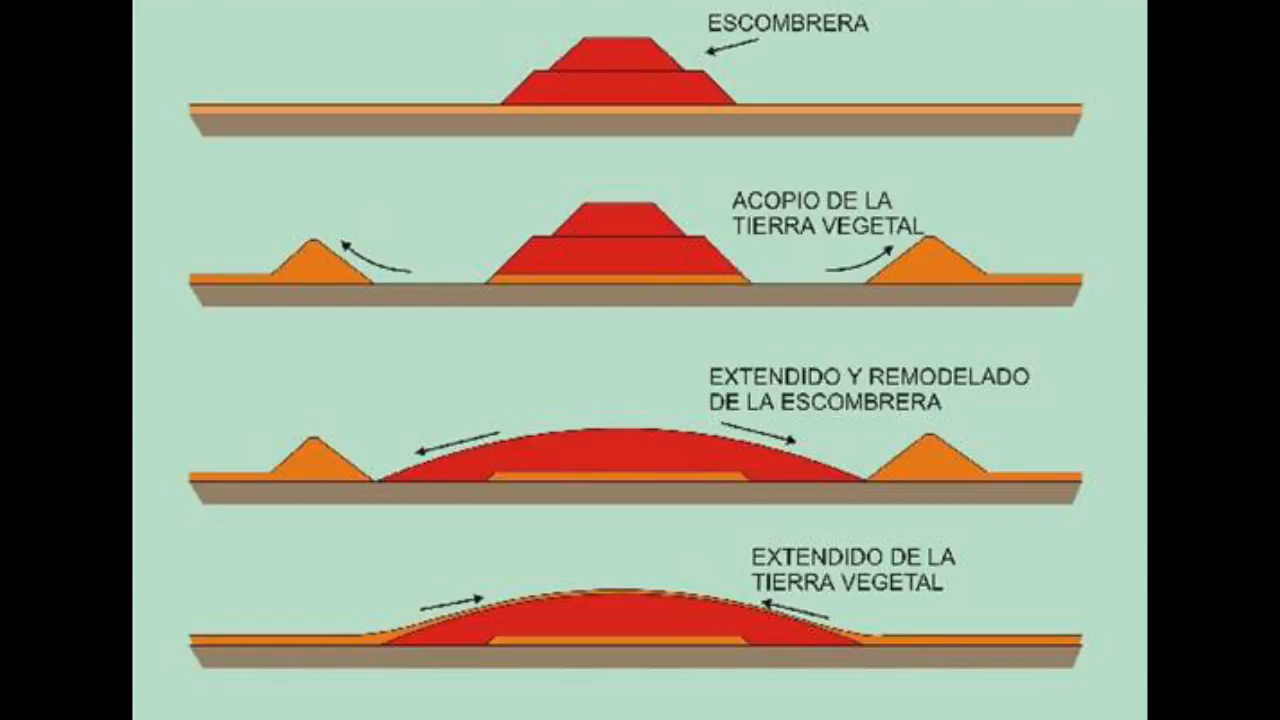 ESCOMBRERA
ACOPIO DE LA
TIERRA VEGETAL
EXTENDIDO Y REMODELADO
DE LA ESCOMBRERA
EXTENDIDO DE LA
TIERRA VEGETAL